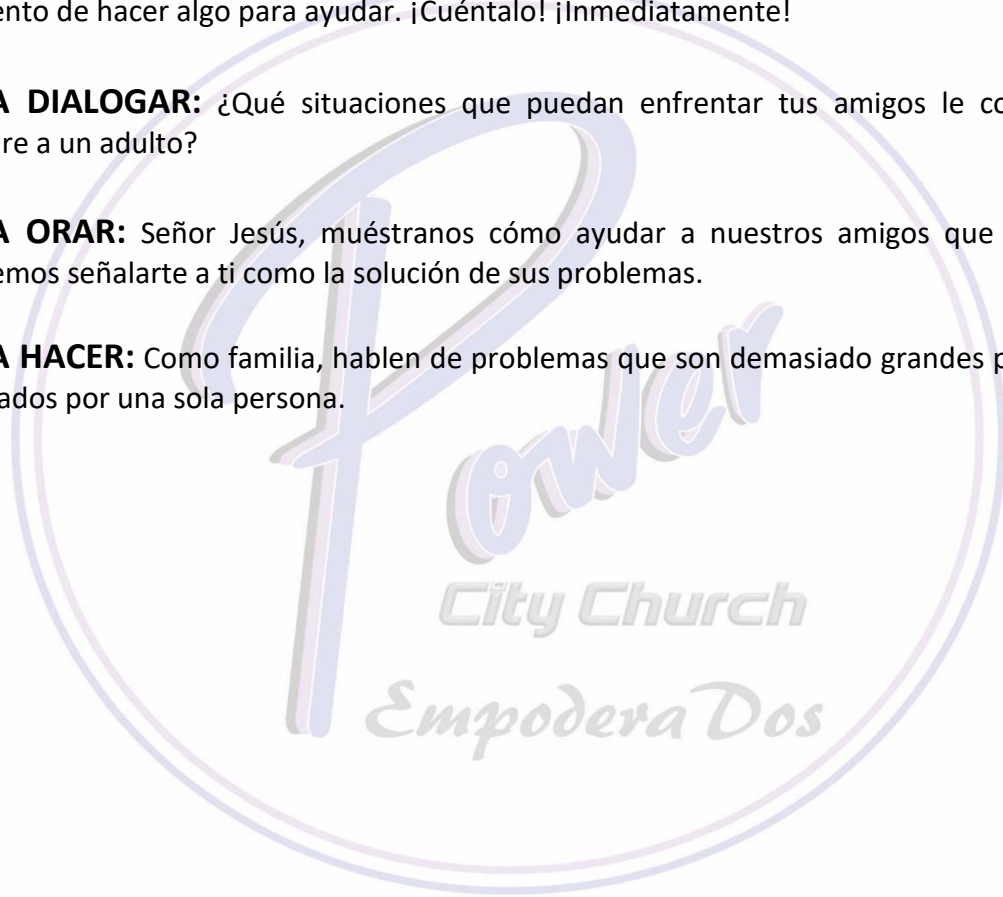 ento de hacer algo para ayudar. ¡Cuéntalo! ¡Inmediatamente!
A DIALOGAR: ¿Qué situaciones que puedan enfrentar tus amigos le co
re a un adulto?
A ORAR: Señor Jesús, muéstranos cómo ayudar a nuestros amigos que
emos señalarte a ti como la solución de sus problemas.
A HACER: Como familia, hablen de problemas que son demasiado grandes p
ados por una sola persona.
Power
City Church
EmpoderaDos